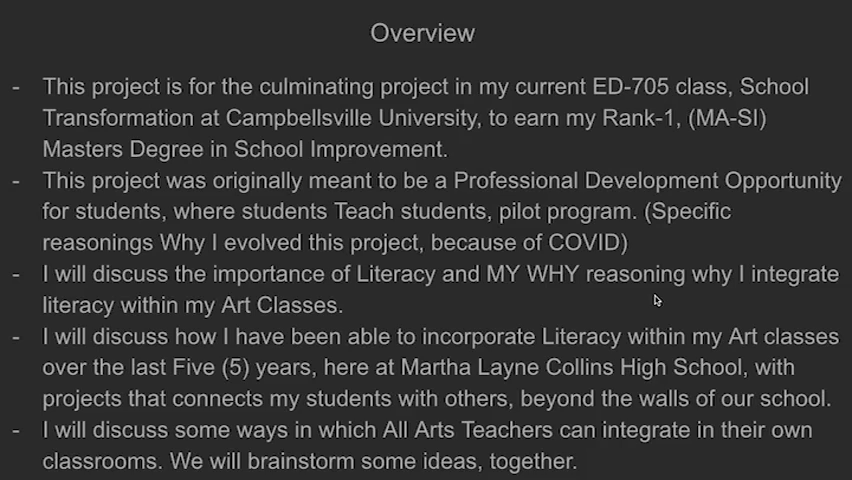 Overview
- This project is for the culminating project in my current ED-705 class, School
Transformation at Campbellsville University, to earn my Rank-1, (MA-SI)
Masters Degree in School Improvement.
- This project was originally meant to be a Professional Development Opportunity
for students, where students Teach students, pilot program. (Specific
reasonings Why I evolved this project, because of COVID)
- I will discuss the importance of Literacy and MY WHY reasoning why I integrate
literacy within my Art Classes.
- I will discuss how I have been able to incorporate Literacy within my Art classes
over the last Five (5) years, here at Martha Layne Collins High School, with
projects that connects my students with others, beyond the walls of our school.
- I will discuss some ways in which All Arts Teachers can integrate in their own
classrooms. We will brainstorm some ideas, together.